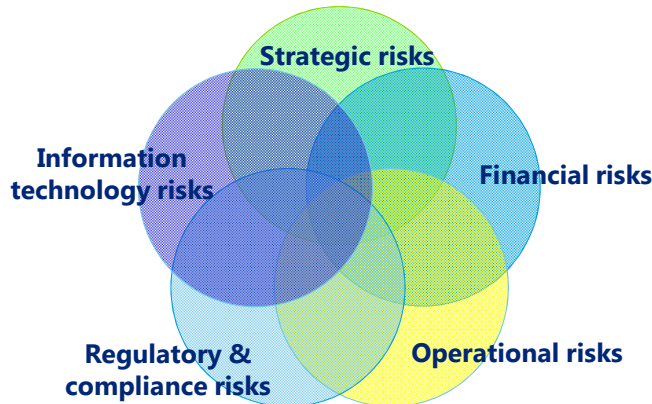 Strategic risks
Information
technology risks
Financial risks
Regulatory &
compliance risks
Operational risks